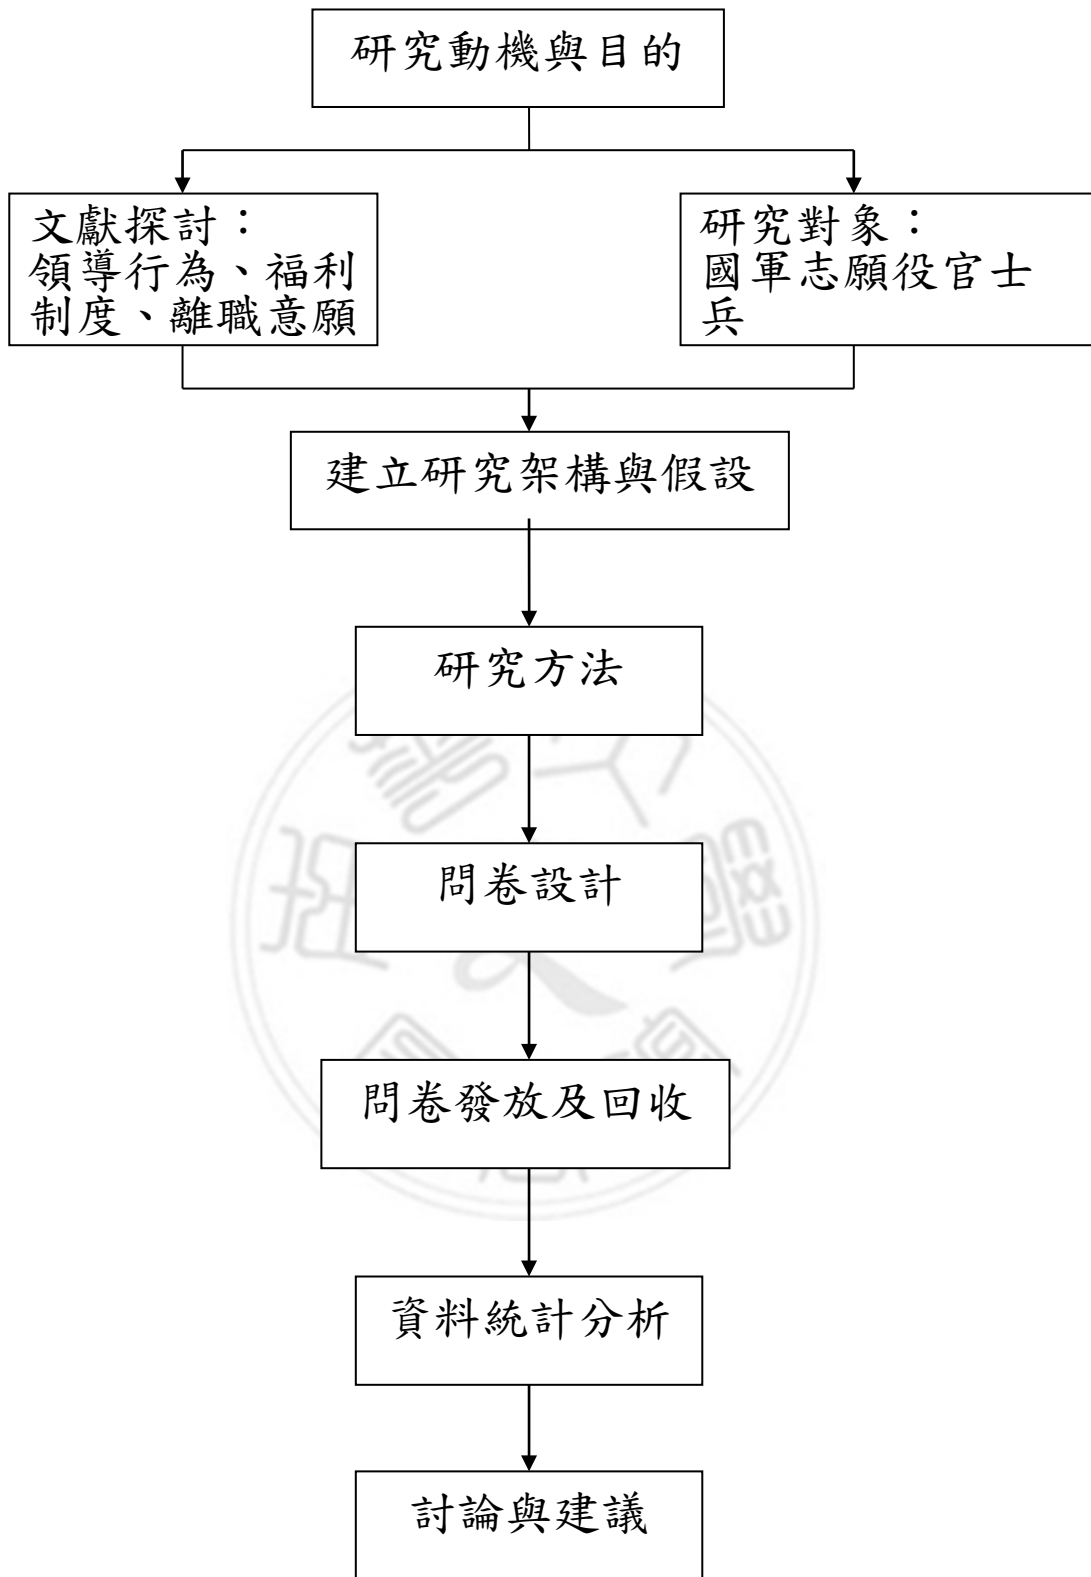 研究動機與目的
文獻探討：
領導行為、福利
制度、離職意願
研究對象：
國軍志願役官士
兵
建立研究架構與假設
研究方法
問卷設計
問卷發放及回收
資料統計分析
討論與建議